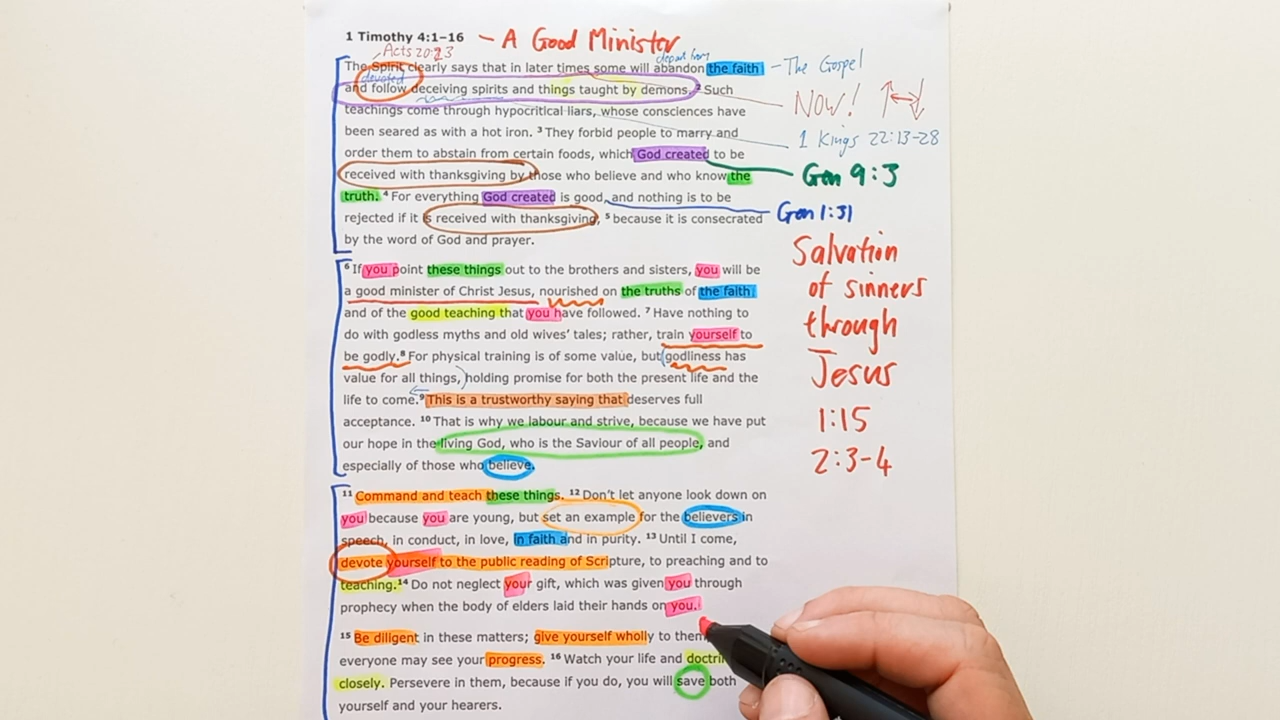 1 Timothy 4:1–16 - A Good Minister
Acts 20:23
depart from
The Spirit clearly says that in later times some will abandon the faith - The Gospel
devoted
and follow deceiving spirits and things taught by demons. 2 Such
NOW!
teachings come through hypocritical liars, whose consciences have
been seared as with a hot iron. 3 They forbid people to marry and
1 Kings 22:13-28
order them to abstain from certain foods, which God created to be
received with thanksgiving by those who believe and who know the
Gen 9:3
truth. 4 For everything God created is good, and nothing is to be
rejected if it is received with thanksgiving, 5 because it is consecrated
Gen 1:31
by the word of God and prayer.
Salvation
of sinners
through
Jesus
1:15
2:3-4
6 If you point these things out to the brothers and sisters, you will be
a good minister of Christ Jesus, nourished on the truths of the faith
and of the good teaching that you have followed. 7 Have nothing to
do with godless myths and old wives’ tales; rather, train yourself to
be godly. 8 For physical training is of some value, but godliness has
value for all things, holding promise for both the present life and the
life to come. 9 This is a trustworthy saying that deserves full
acceptance. 10 That is why we labour and strive, because we have put
our hope in the living God, who is the Saviour of all people, and
especially of those who believe.
11 Command and teach these things. 12 Don’t let anyone look down on
you because you are young, but set an example for the believers in
speech, in conduct, in love, in faith and in purity. 13 Until I come,
devote yourself to the public reading of Scripture, to preaching and to
teaching. 14 Do not neglect your gift, which was given you through
prophecy when the body of elders laid their hands on you.
15 Be diligent in these matters; give yourself wholly to them,
everyone may see your progress. 16 Watch your life and doctri
closely. Persevere in them, because if you do, you will save both
yourself and your hearers.